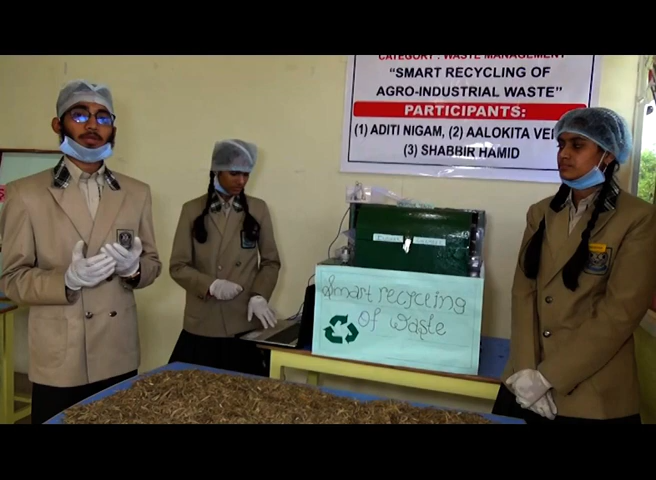 CATEGORY : WASTE MANAGEMENT
"SMART RECYCLING OF
AGRO-INDUSTRIAL WASTE"
PARTICIPANTS:
(1) ADITI NIGAM, (2) AALOKITA
(3) SHABBIR HAMID
Smart recycling
Of waste